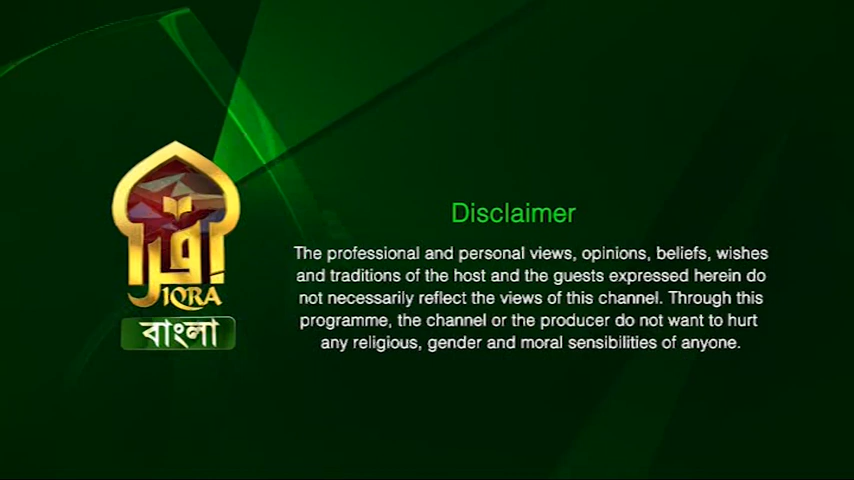 اقرأ
IQRA
বাংলা
Disclaimer
The professional and personal views, opinions, beliefs, wishes
and traditions of the host and the guests expressed herein do
not necessarily reflect the views of this channel. Through this
programme, the channel or the producer do not want to hurt
any religious, gender and moral sensibilities of anyone.